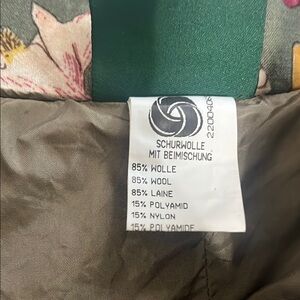 SCHURWOLLE
MIT BEIMISCHUNG
85% WOLLE
85% WOOL
85% LAINE
15% POLYAMID
15% NYLON
15% POLYAMIDE